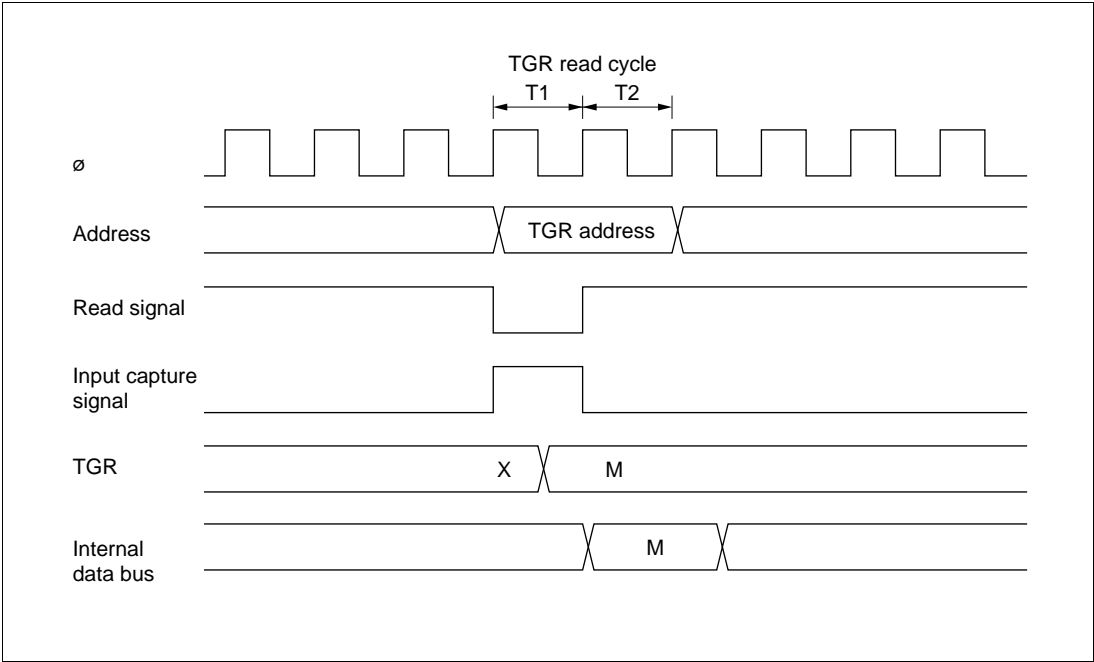 TGR read cycle
T1 T2
ø
Address
TGR address
Read signal
Input capture
signal
TGR
X M
Internal
data bus
M